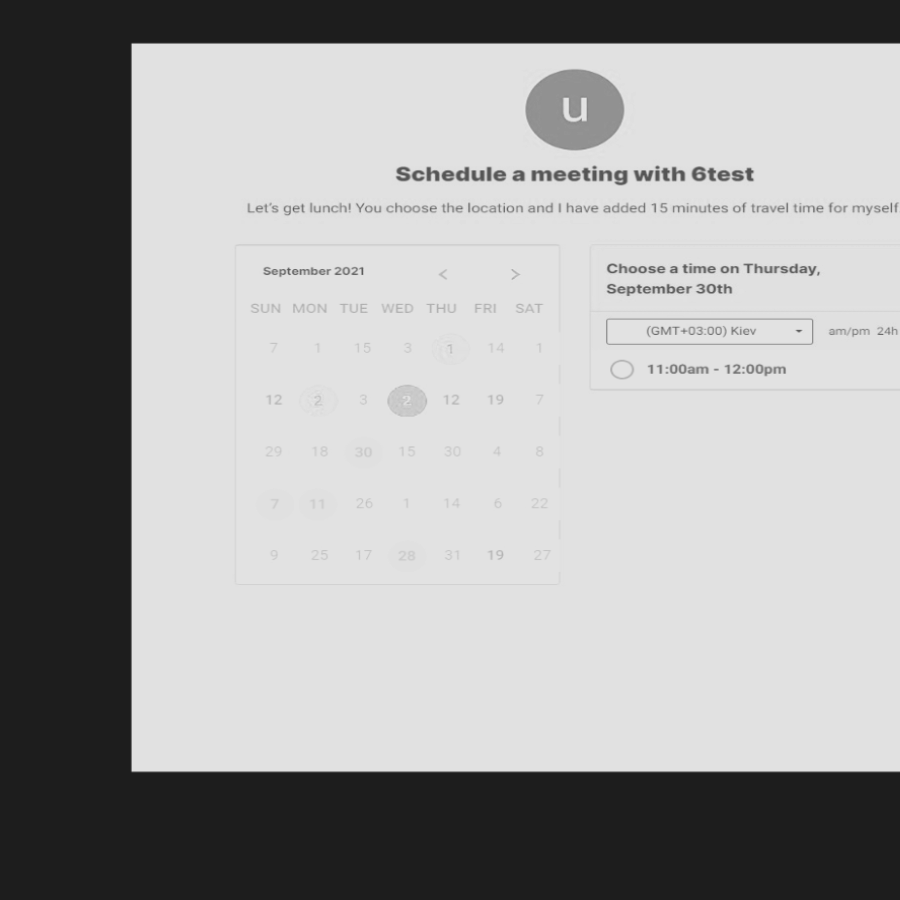 u
Schedule a meeting with 6test
Let's get lunch! You choose the location and I have added 15 minutes of travel time for myself
September 2021 < >
SUN MON TUE WED THU FRI SAT
7 1 15 3 1 14 1
12 2 3 2 12 19 7
29 18 30 15 30 4 8
7 11 26 1 14 6 22
9 25 17 28 31 19 27
Choose a time on Thursday,
September 30th
(GMT+03:00) Kiev am/pm 24h
11:00am - 12:00pm